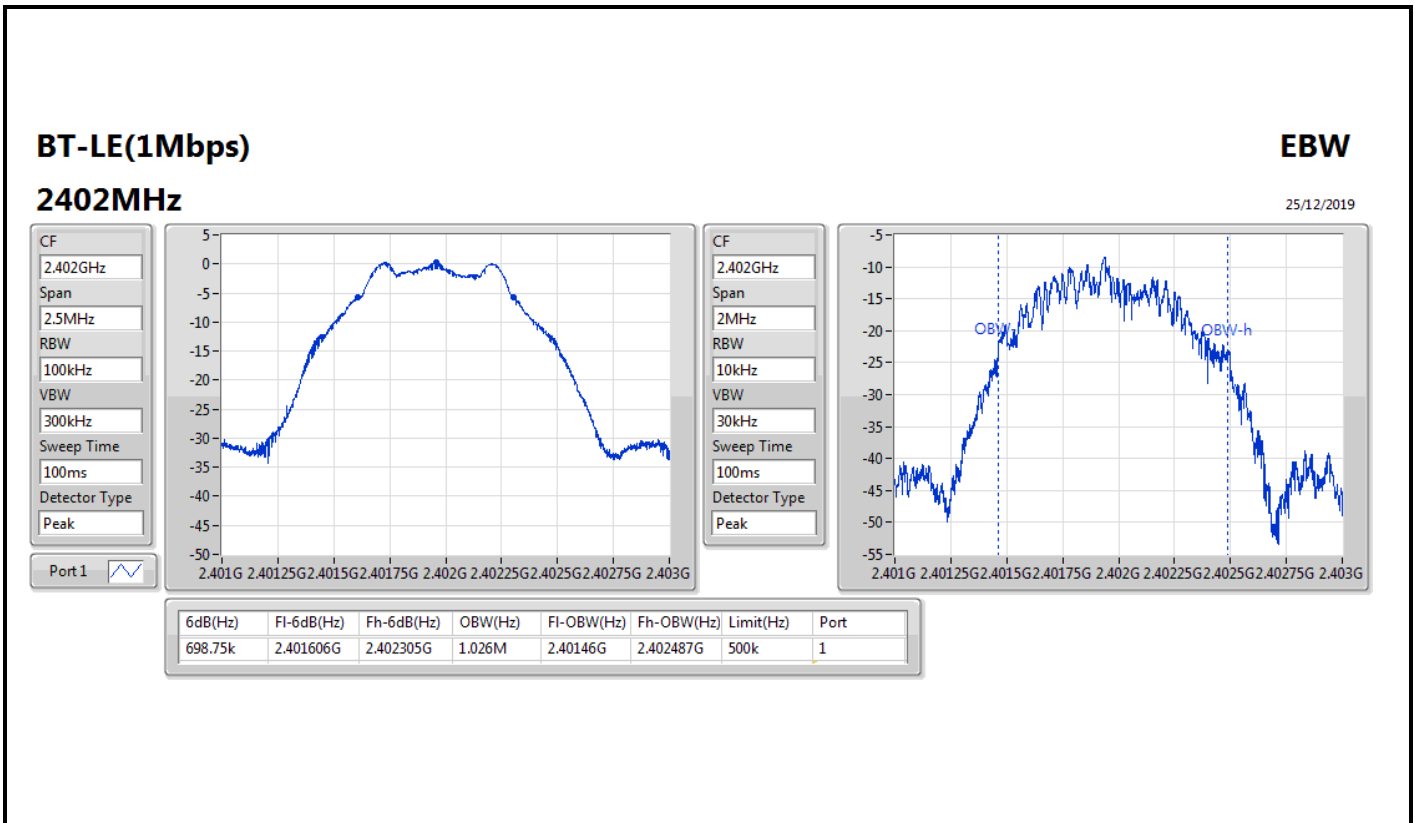 BT-LE(1Mbps)
EBW
2402MHz
25/12/2019
CF
2.402GHz
Span
2.5MHz
RBW
100kHz
VBW
300kHz
Sweep Time
100ms
Detector Type
Peak
Port 1
5
0
-5
-10
-15
-20
-25
-30
-35
-40
-45
-50
2.401G 2.40125G 2.4015G 2.40175G 2.402G 2.40225G 2.4025G 2.40275G 2.403G
CF
2.402GHz
Span
2MHz
RBW
10kHz
VBW
30kHz
Sweep Time
100ms
Detector Type
Peak
-5
-10
-15
-20
-25
-30
-35
-40
-45
-50
-55
OBW-h
2.401G 2.40125G 2.4015G 2.40175G 2.402G 2.40225G 2.4025G 2.40275G 2.403G
6dB(Hz) Fl-6dB(Hz) Fh-6dB(Hz) OBW(Hz) Fl-OBW(Hz) Fh-OBW(Hz) Limit(Hz) Port
698.75k 2.401606G 2.402305G 1.026M 2.40146G 2.402487G 500k 1